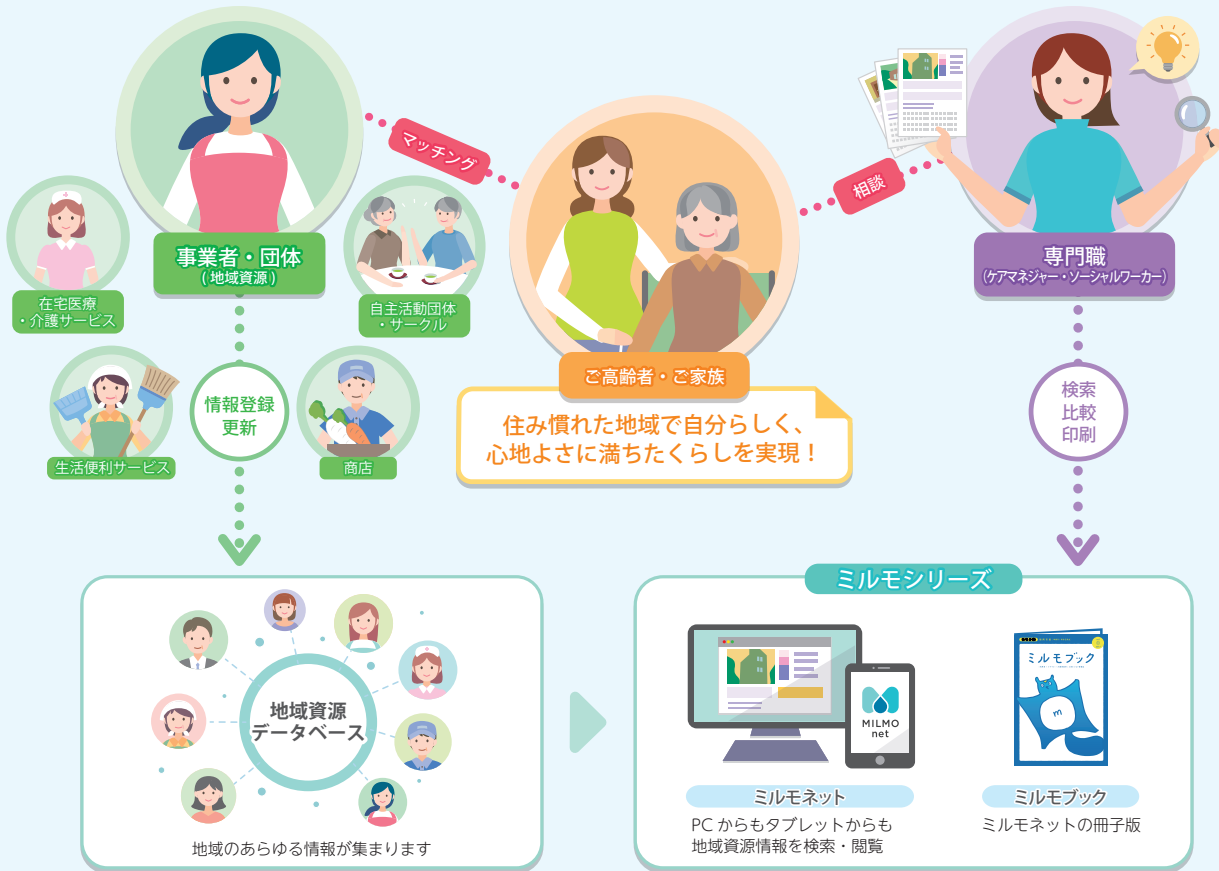 マッチング
相談
事業者・団体
(地域資源)
専門職
(ケアマネジャー・ソーシャルワーカー)
在宅医療
・介護サービス
自主活動団体
・サークル
ご高齢者・ご家族
住み慣れた地域で自分らしく、
心地よさに満ちたくらしを実現！
情報登録
更新
検索
比較
印刷
生活便利サービス
商店
ミルモシリーズ
地域資源
データベース
地域のあらゆる情報が集まります
MILMO
net
ミルモブック
m
ミルモネット
PCからもタブレットからも
地域資源情報を検索・閲覧
ミルモブック
ミルモネットの冊子版